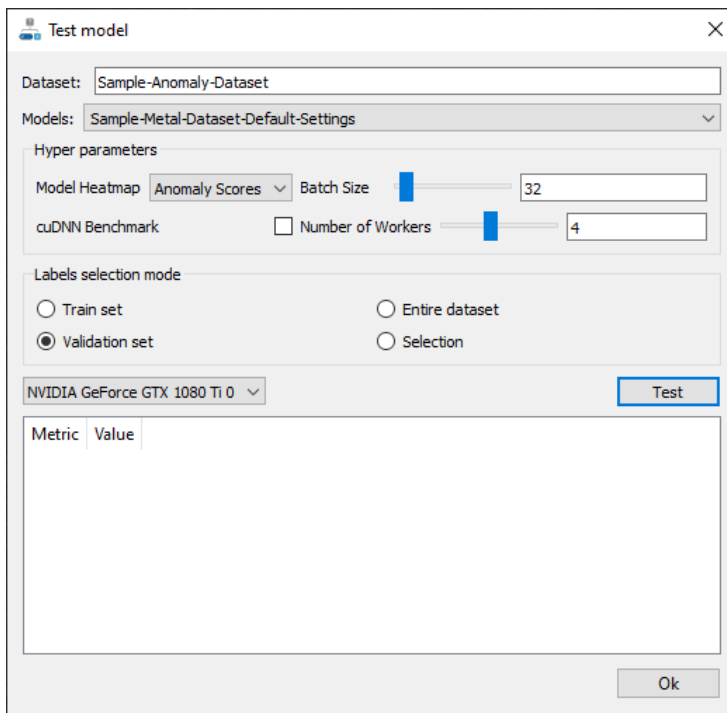 Test model
Dataset: Sample-Anomaly-Dataset
Models: Sample-Metal-Dataset-Default-Settings
Hyper parameters
Model Heatmap Anomaly Scores Batch Size 32
cuDNN Benchmark Number of Workers 4
Labels selection mode
Train set Entire dataset
Validation set Selection
NVIDIA GeForce GTX 1080 Ti 0 Test
Metric Value
Ok